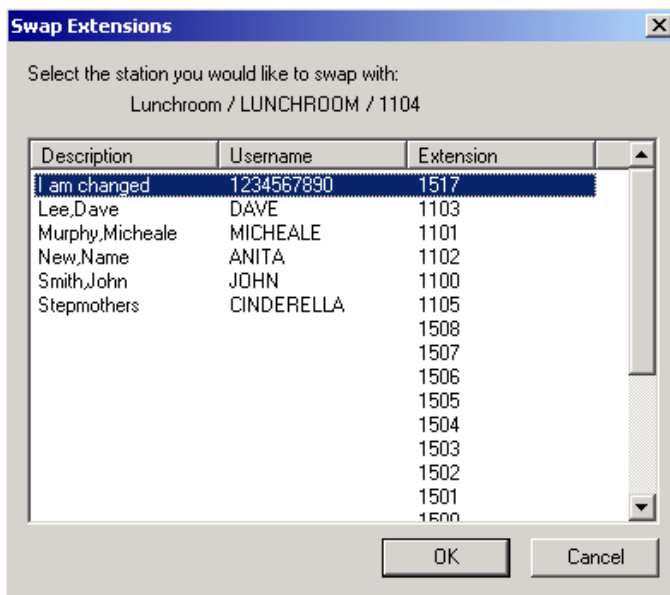 Swap Extensions
Select the station you would like to swap with:
Lunchroom / LUNCHROOM / 1104
Description Username Extension
I am changed 1234567890 1517
Lee,Dave DAVE 1103
Murphy,Micheale MICHEALE 1101
New,Name ANITA 1102
Smith,John JOHN 1100
Stepmothers CINDERELLA 1105
1508
1507
1506
1505
1504
1503
1502
1501
1500
OK Cancel